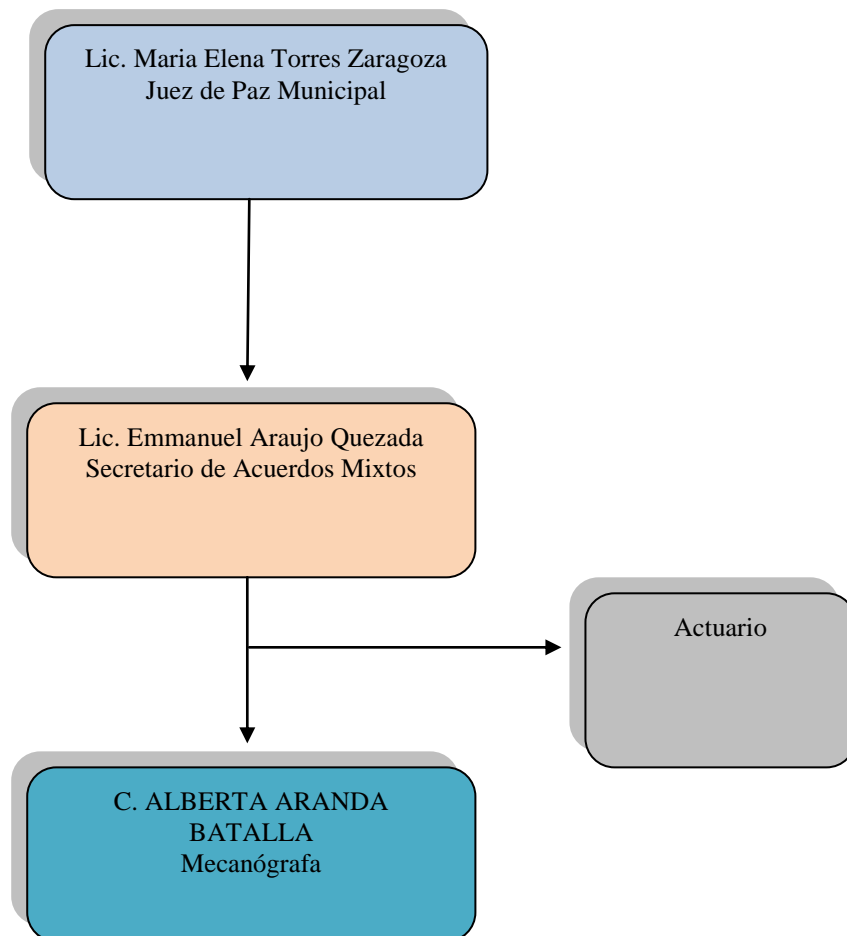 Lic. Maria Elena Torres Zaragoza
Juez de Paz Municipal
Lic. Emmanuel Araujo Quezada
Secretario de Acuerdos Mixtos
Actuario
C. ALBERTA ARANDA
BATALLA
Mecanógrafa